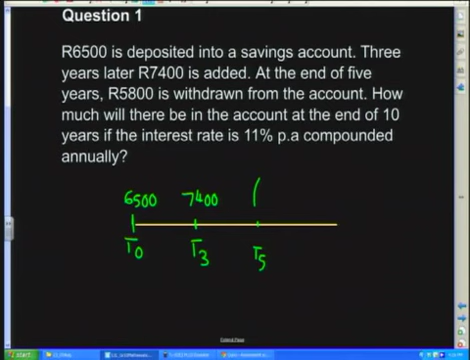 Question 1
R6500 is deposited into a savings account. Three
years later R7400 is added. At the end of five
years, R5800 is withdrawn from the account. How
much will there be in the account at the end of 10
years if the interest rate is 11% p.a compounded
annually?
6500 7400 (
T0 T3 T5
start